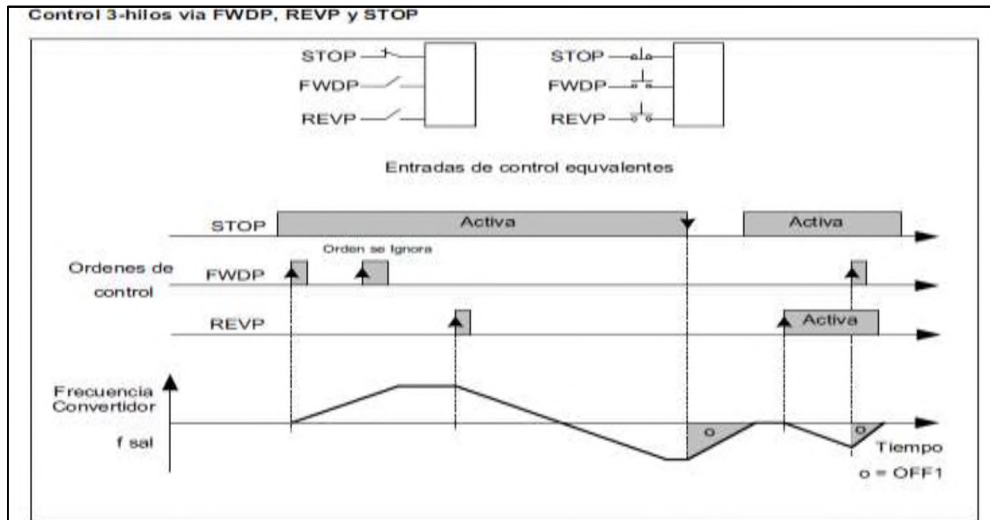 Control 3-hilos via FWDP, REVP y STOP
STOP
STOP
FWDP
FWDP
REVP
REVP
Entradas de control equvalentes
STOP
Activa
Activa
Orden se Ignora
Ordenes de
control
FWDP
REVP
Activa
Frecuencia
Convertidor
f sal
o
o
Tiempo
o = OFF1